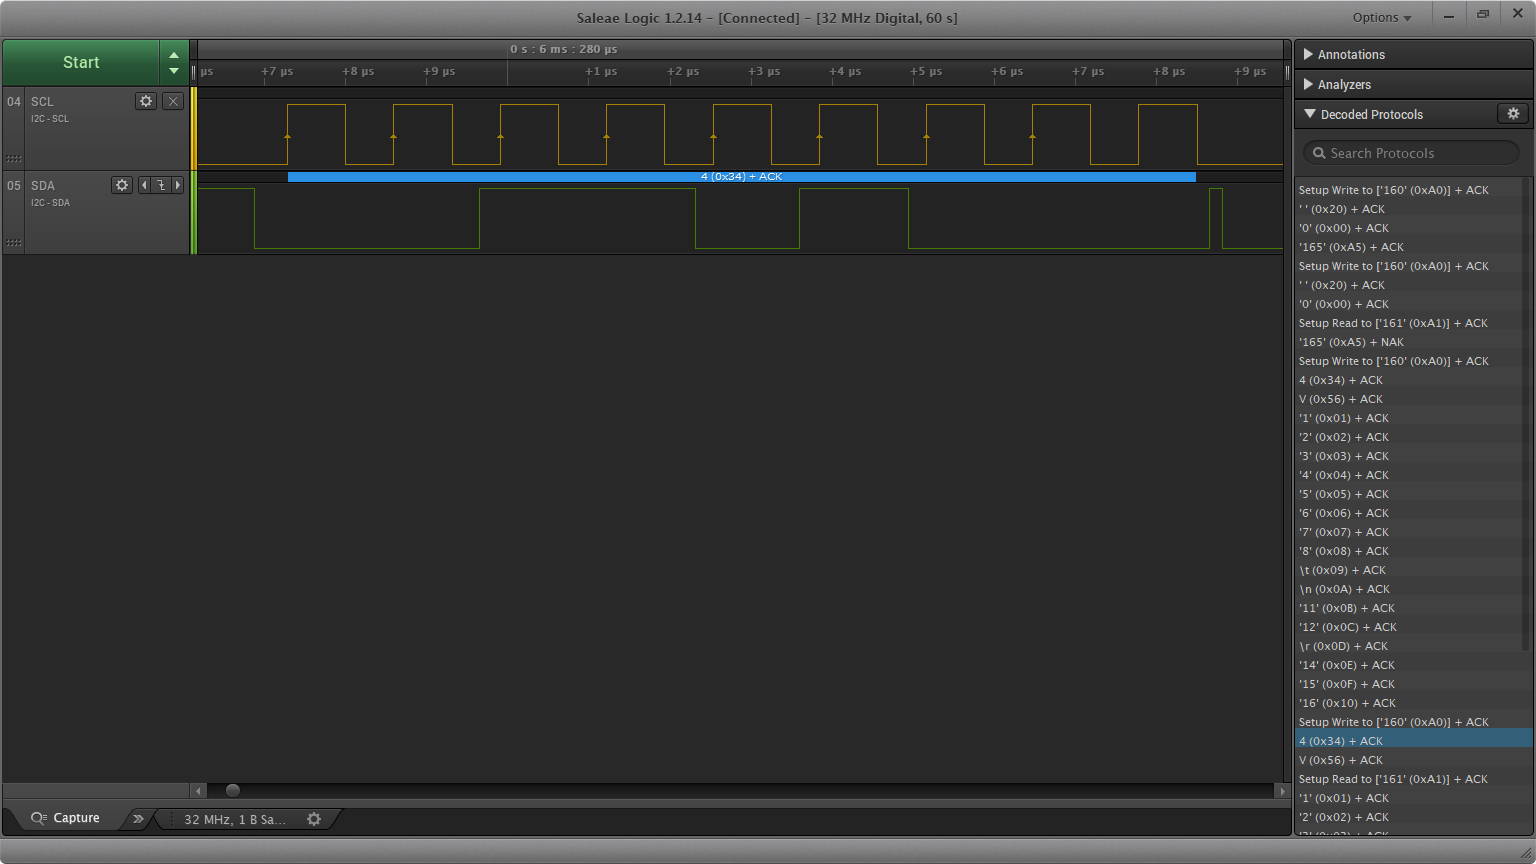 Saleae Logic 1.2.14 - [Connected] - [32 MHz Digital, 60 s]
Options
Start
0 s : 6 ms : 280 µs
µs +7 µs +8 µs +9 µs +1 µs +2 µs +3 µs +4 µs +5 µs +6 µs +7 µs +8 µs +9 µs
04 SCL
I2C - SCL
4 (0x34) + ACK
05 SDA
I2C - SDA
Capture
32 MHz, 1 B Sa...
Annotations
Analyzers
Decoded Protocols
Search Protocols
Setup Write to ['160' (0xA0)] + ACK
' ' (0x20) + ACK
'0' (0x00) + ACK
'165' (0xA5) + ACK
Setup Write to ['160' (0xA0)] + ACK
' ' (0x20) + ACK
'0' (0x00) + ACK
Setup Read to ['161' (0xA1)] + ACK
'165' (0xA5) + NAK
Setup Write to ['160' (0xA0)] + ACK
4 (0x34) + ACK
V (0x56) + ACK
'1' (0x01) + ACK
'2' (0x02) + ACK
'3' (0x03) + ACK
'4' (0x04) + ACK
'5' (0x05) + ACK
'6' (0x06) + ACK
'7' (0x07) + ACK
'8' (0x08) + ACK
\t (0x09) + ACK
\n (0x0A) + ACK
'11' (0x0B) + ACK
'12' (0x0C) + ACK
\r (0x0D) + ACK
'14' (0x0E) + ACK
'15' (0x0F) + ACK
'16' (0x10) + ACK
Setup Write to ['160' (0xA0)] + ACK
4 (0x34) + ACK
V (0x56) + ACK
Setup Read to ['161' (0xA1)] + ACK
'1' (0x01) + ACK
'2' (0x02) + ACK